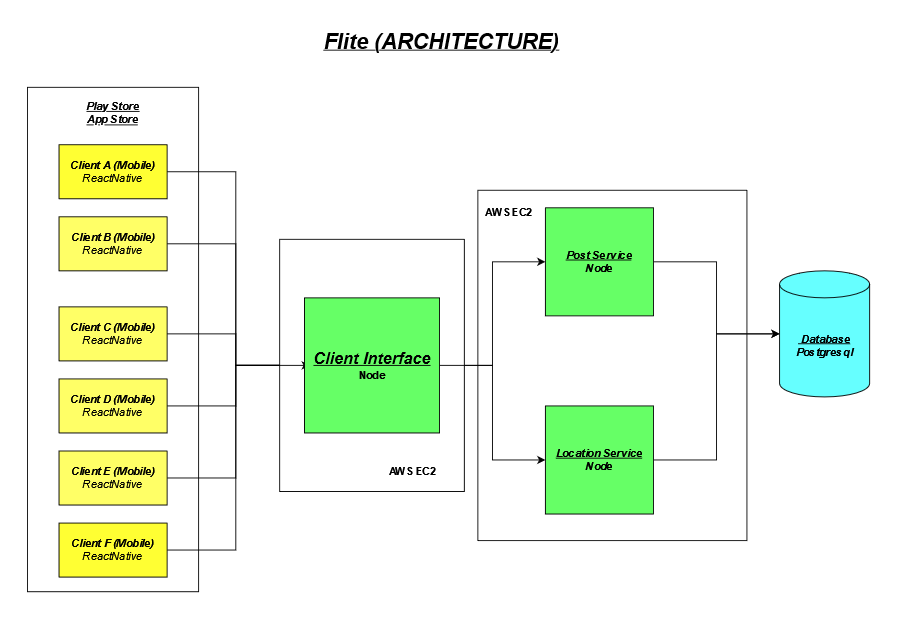 Flite (ARCHITECTURE)
Play Store
App Store
Client A (Mobile)
ReactNative
Client B (Mobile)
ReactNative
Client C (Mobile)
ReactNative
Client D (Mobile)
ReactNative
Client E (Mobile)
ReactNative
Client F (Mobile)
ReactNative
Client Interface
Node
AWS EC2
AWS EC2
Post Service
Node
Location Service
Node
Database
Postgresql